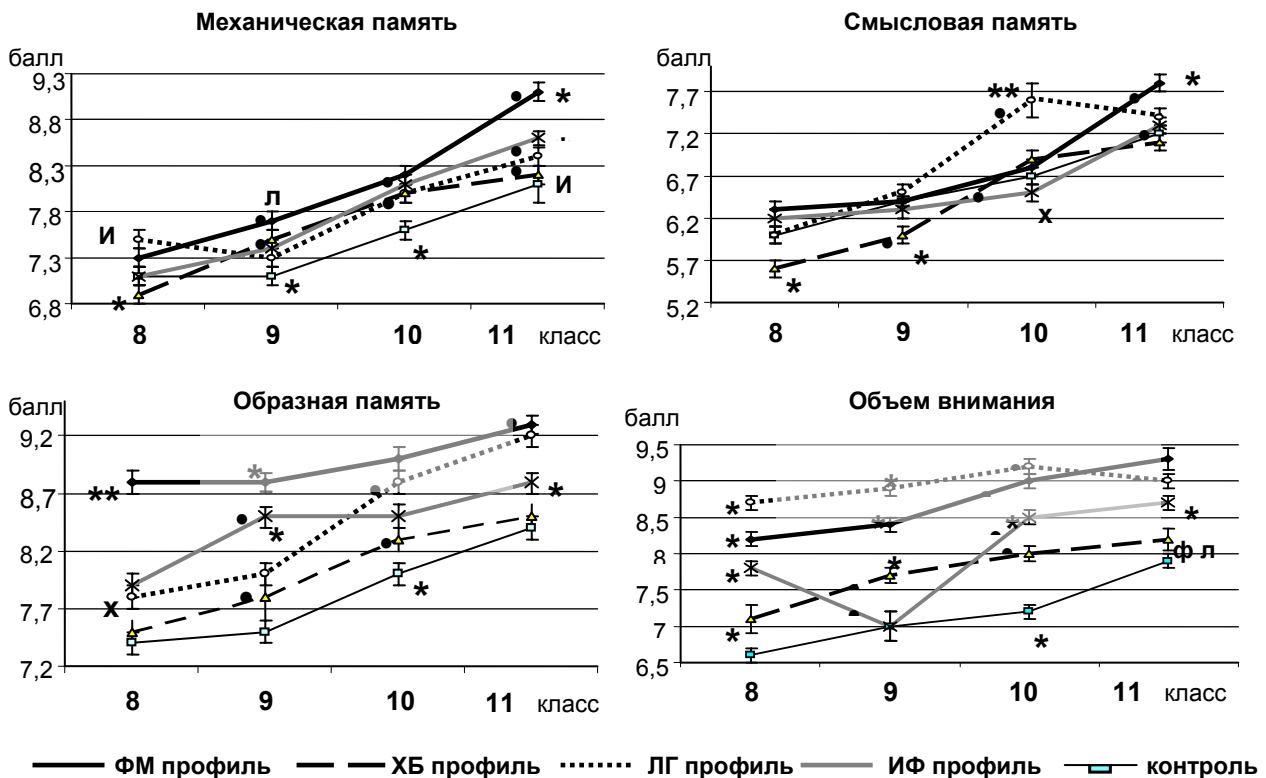 Механическая память
балл
9,3
И
л
*
8,8
.
8,3
И
7,8
*
7,3
*
*
6,8
8 9 10 11 класс
Смысловая память
балл
7,7
**
*
7,2
6,7
х
6,2
*
5,7
*
5,2
8 9 10 11 класс
Образная память
балл
9,2
*
**
8,7
*
*
8,2
*
х
7,7
7,2
8 9 10 11 класс
Объем внимания
балл
9,5
9
*
*
8,5
*
*
*
*
8
ф л
*
*
7,5
7
*
*
6,5
8 9 10 11 класс
ФМ профиль ХБ профиль ЛГ профиль ИФ профиль контроль